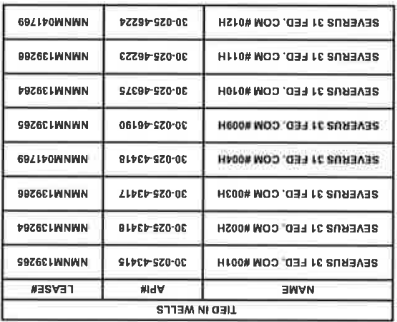 TIED IN WELLS
NAME API# LEASE#
SEVERUS 31 FED. COM #001H 30-025-43415 NMNM139265
SEVERUS 31 FED. COM #002H 30-025-43416 NMNM139264
SEVERUS 31 FED. COM #003H 30-025-43417 NMNM139266
SEVERUS 31 FED. COM #004H 30-025-43418 NMNM041769
SEVERUS 31 FED. COM #009H 30-025-46190 NMNM139265
SEVERUS 31 FED. COM #010H 30-025-46375 NMNM139264
SEVERUS 31 FED. COM #011H 30-025-46223 NMNM139266
SEVERUS 31 FED. COM #012H 30-025-46224 NMNM041769